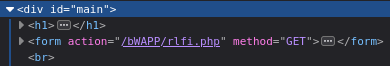 ▼<div id="main">
▶<h1>⋯</h1>
▶<form action="/bWAPP/rlfi.php" method="GET">⋯</form>
<br>